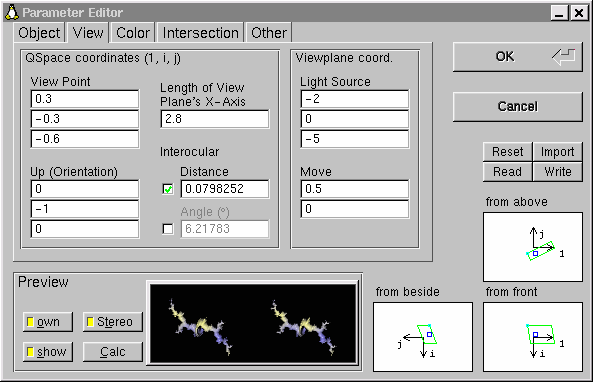 Parameter Editor
Object View Color Intersection Other
QSpace coordinates (1, i, j)
View Point
0.3
-0.3
-0.6
Length of View
Plane's X-Axis
2.8
Up (Orientation)
0
-1
0
Interocular
Distance
0.0798252
Angle (°)
6.21783
Viewplane coord.
Light Source
-2
0
-5
Move
0.5
0
OK
Cancel
Reset Import
Read Write
from above
j
1
Preview
own Stereo
show Calc
from beside
j
i
from front
1
i